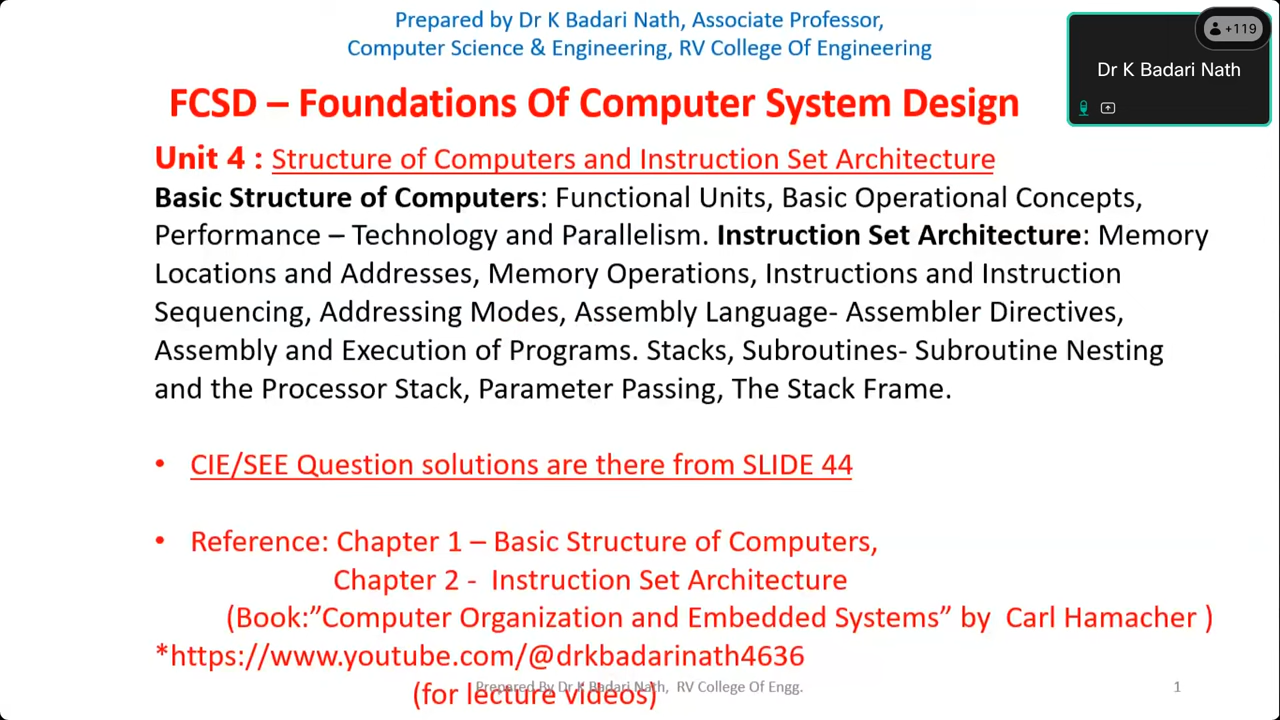 Prepared by Dr K Badari Nath, Associate Professor,
Computer Science & Engineering, RV College Of Engineering
+119
Dr K Badari Nath
FCSD – Foundations Of Computer System Design
Unit 4 : Structure of Computers and Instruction Set Architecture
Basic Structure of Computers: Functional Units, Basic Operational Concepts,
Performance – Technology and Parallelism. Instruction Set Architecture: Memory
Locations and Addresses, Memory Operations, Instructions and Instruction
Sequencing, Addressing Modes, Assembly Language- Assembler Directives,
Assembly and Execution of Programs. Stacks, Subroutines- Subroutine Nesting
and the Processor Stack, Parameter Passing, The Stack Frame.
• CIE/SEE Question solutions are there from SLIDE 44
• Reference: Chapter 1 – Basic Structure of Computers,
Chapter 2 - Instruction Set Architecture
(Book:”Computer Organization and Embedded Systems” by Carl Hamacher )
*https://www.youtube.com/@drkbadarinath4636
(for lecture videos)
Prepared By Dr K Badari Nath, RV College Of Engg.
1